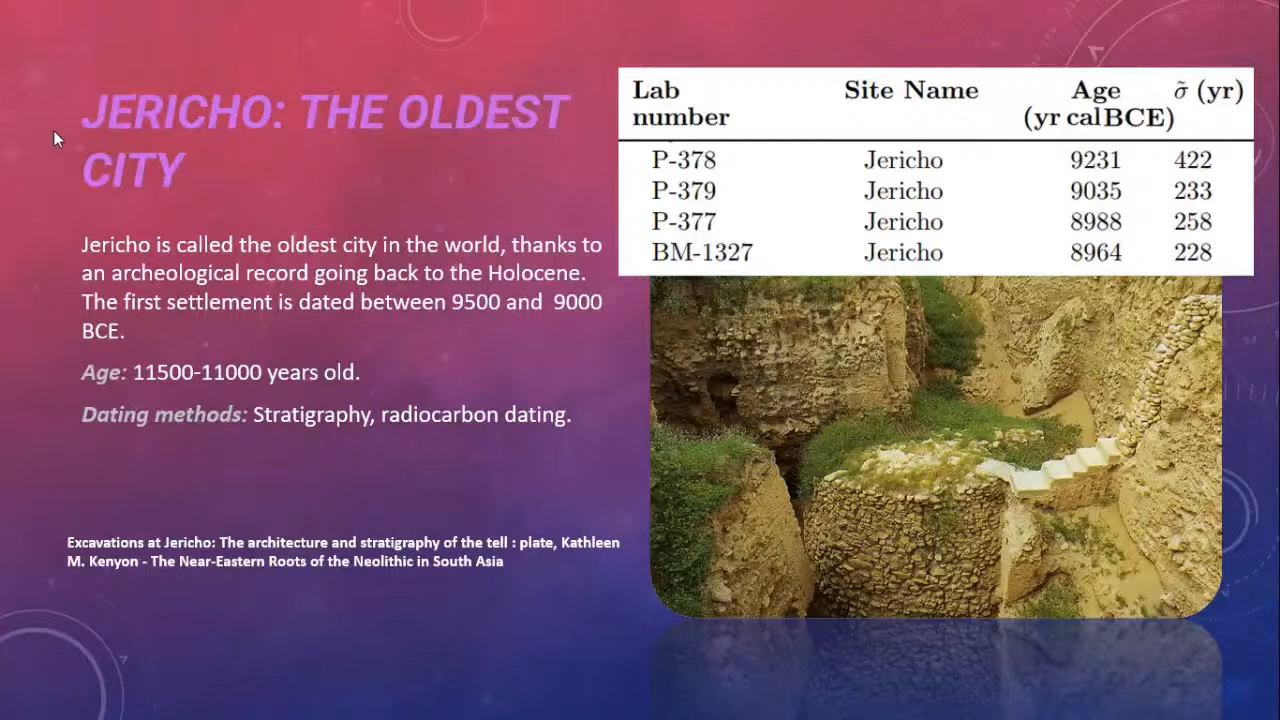 JERICHO: THE OLDEST
CITY
Jericho is called the oldest city in the world, thanks to
an archeological record going back to the Holocene.
The first settlement is dated between 9500 and  9000
BCE.
Age: 11500-11000 years old.
Dating methods: Stratigraphy, radiocarbon dating.
Excavations at Jericho: The architecture and stratigraphy of the tell : plate, Kathleen
M. Kenyon - The Near-Eastern Roots of the Neolithic in South Asia
Lab Site Name Age σ̃ (yr)
number (yr calBCE)
P-378 Jericho 9231 422
P-379 Jericho 9035 233
P-377 Jericho 8988 258
BM-1327 Jericho 8964 228